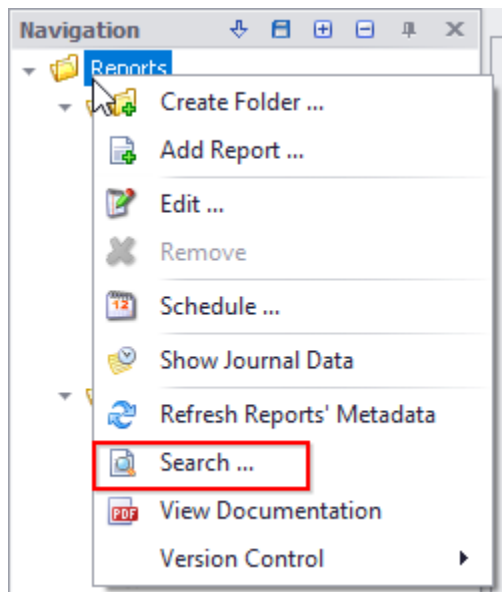 Navigation
Reports
Create Folder ...
Add Report ...
Edit ...
Remove
12
Schedule ...
Show Journal Data
Refresh Reports' Metadata
Search ...
PDF
View Documentation
Version Control